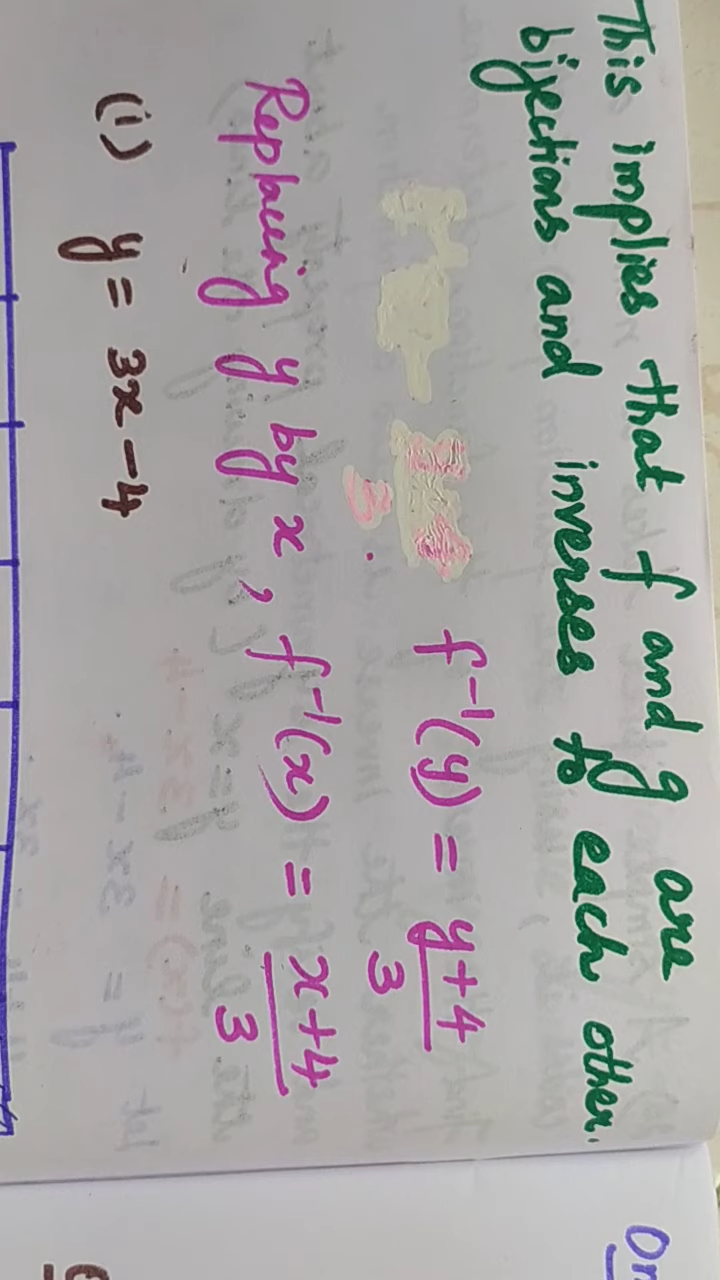 This implies that f and g are
bijections and inverses to each other.
f⁻¹(y) = y+4
3
Replacing y by x, f⁻¹(x) = x+4
3
(i) y = 3x - 4